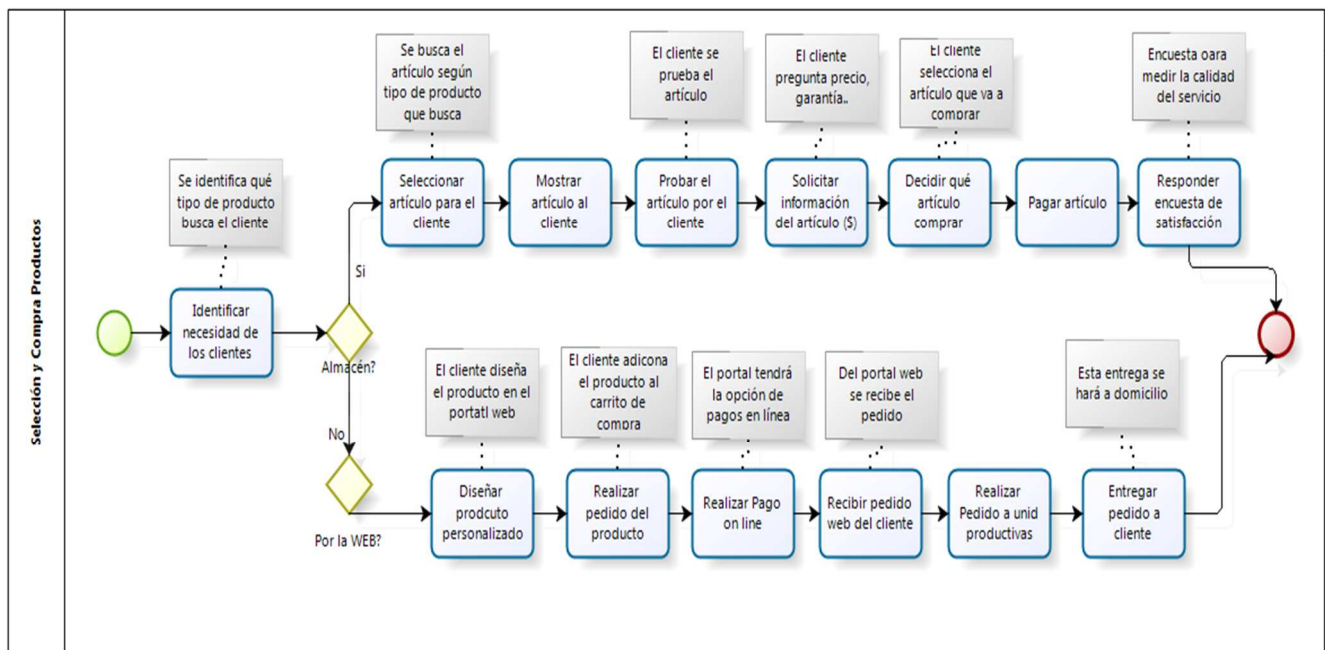 Selección y Compra Productos
Se identifica qué
tipo de producto
busca el cliente
Identificar
necesidad de
los clientes
Almacén?
Si
No
Se busca el
artículo según
tipo de producto
que busca
Seleccionar
artículo para el
cliente
Mostrar
artículo al
cliente
El cliente se
prueba el
artículo
Probar el
artículo por el
cliente
El cliente
pregunta precio,
garantía..
Solicitar
información
del artículo ($)
El cliente
selecciona el
artículo que va a
comprar
Decidir qué
artículo
comprar
Pagar artículo
Encuesta oara
medir la calidad
del servicio
Responder
encuesta de
satisfacción
Por la WEB?
El cliente diseña
el producto en el
portatl web
Diseñar
prodcuto
personalizado
El cliente adicona
el producto al
carrito de
compra
Realizar
pedido del
producto
El portal tendrá
la opción de
pagos en línea
Realizar Pago
on line
Del portal web
se recibe el
pedido
Recibir pedido
web del cliente
Realizar
Pedido a unid
productivas
Esta entrega se
hará a domicilio
Entregar
pedido a
cliente